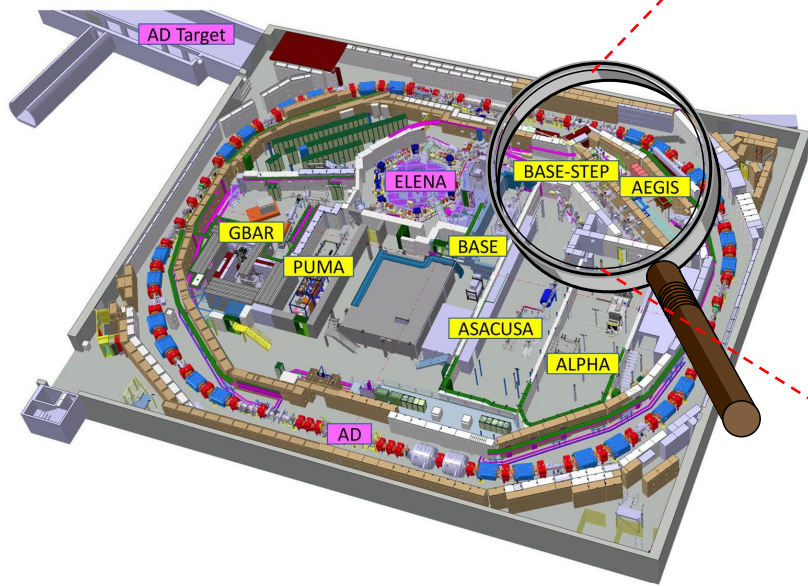 AD Target
ELENA
BASE-STEP
AEGIS
GBAR
BASE
PUMA
ASACUSA
ALPHA
AD